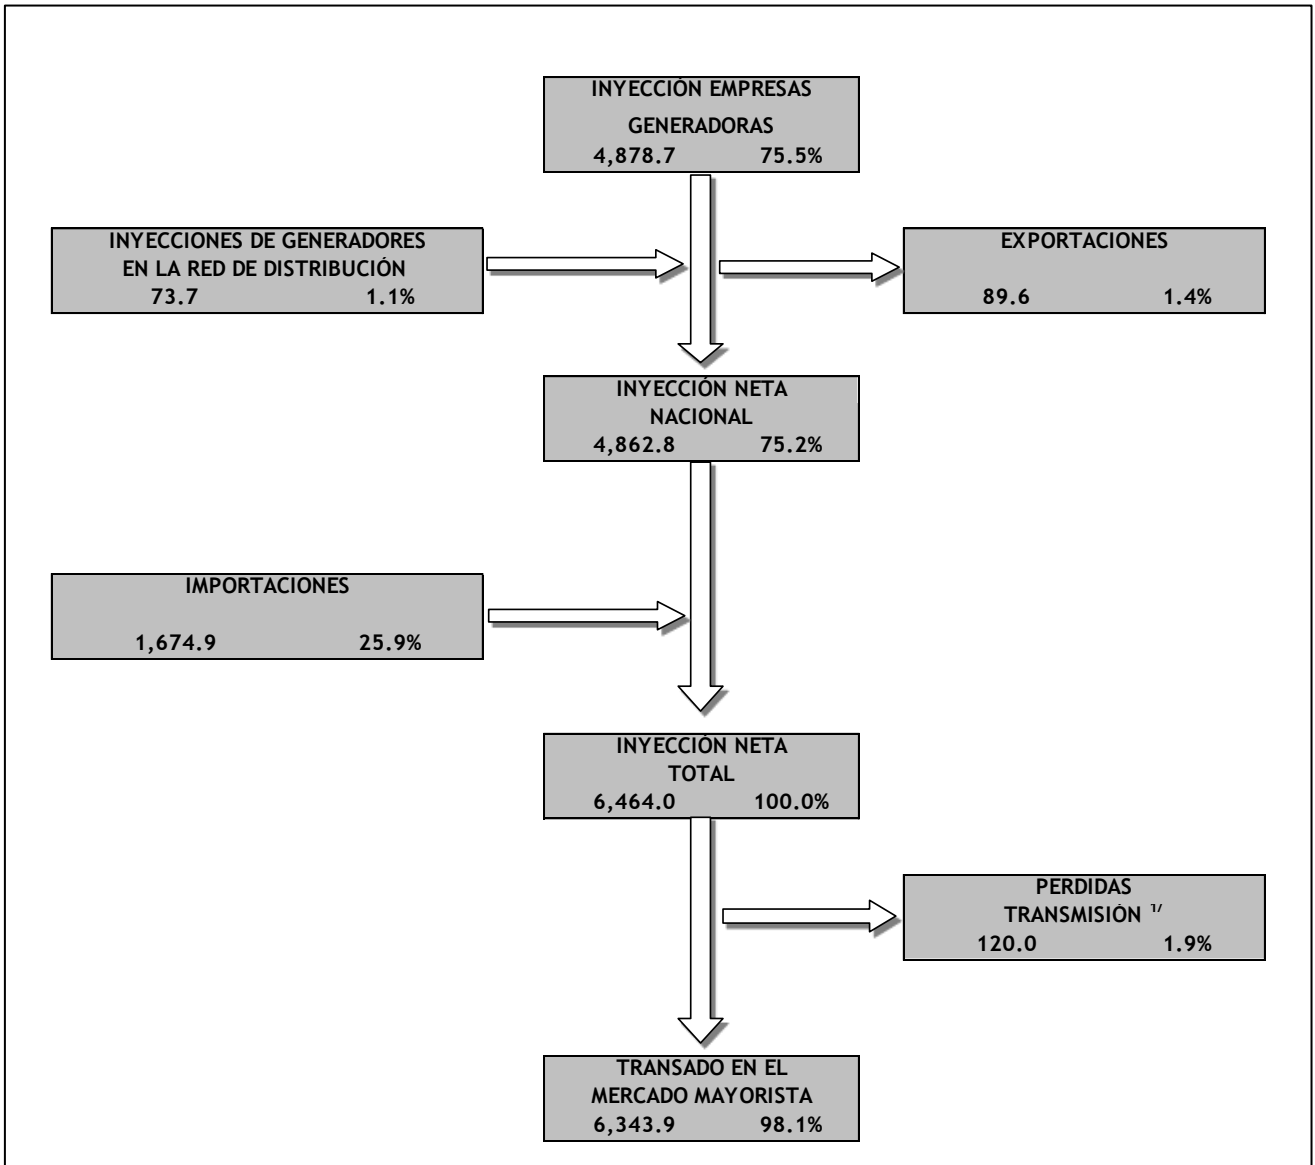 INYECCIÓN EMPRESAS
GENERADORAS
4,878.7 75.5%
INYECCIONES DE GENERADORES
EN LA RED DE DISTRIBUCIÓN
73.7 1.1%
EXPORTACIONES
89.6 1.4%
INYECCIÓN NETA
NACIONAL
4,862.8 75.2%
IMPORTACIONES
1,674.9 25.9%
INYECCIÓN NETA
TOTAL
6,464.0 100.0%
PERDIDAS
TRANSMISIÓN 1/
120.0 1.9%
TRANSADO EN EL
MERCADO MAYORISTA
6,343.9 98.1%